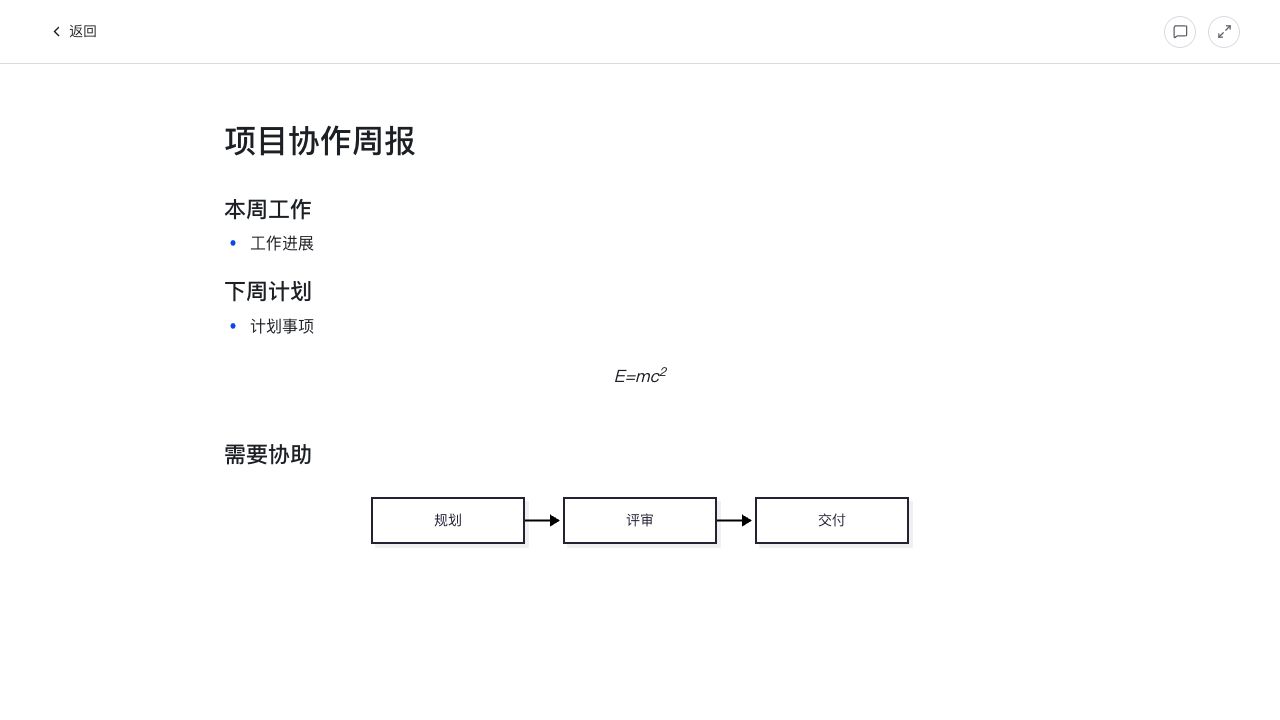 返回
项目协作周报
本周工作
• 工作进展
下周计划
• 计划事项
E=mc²
需要协助
规划
评审
交付